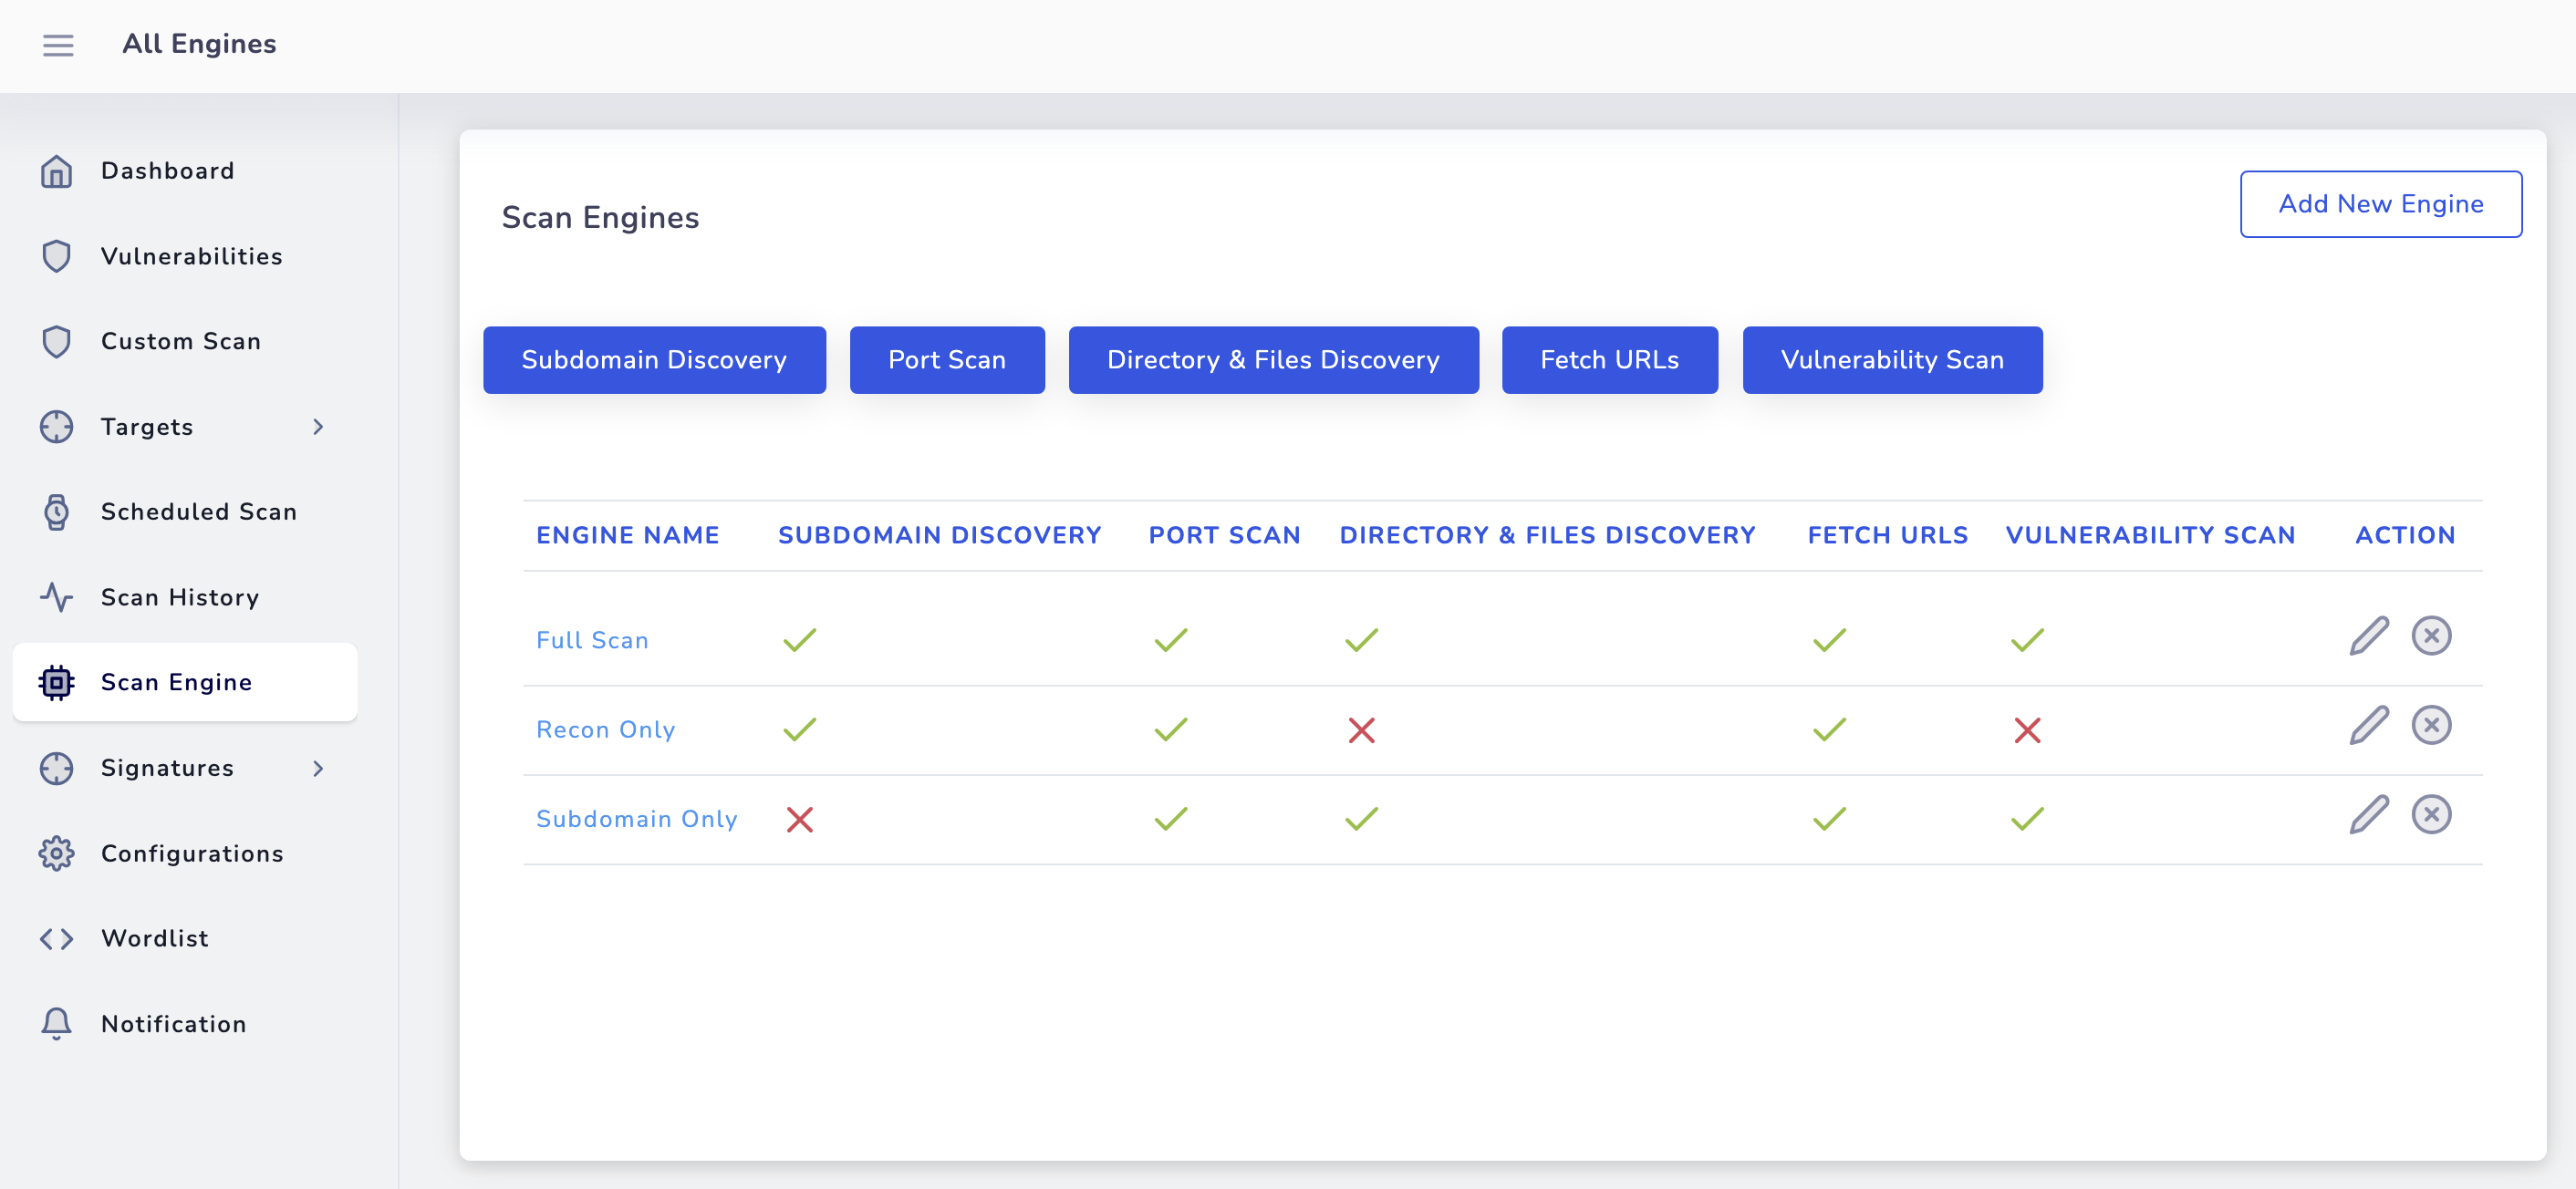 All Engines
Dashboard
Vulnerabilities
Custom Scan
Targets
Scheduled Scan
Scan History
Scan Engine
Signatures
Configurations
Wordlist
Notification
Scan Engines
Add New Engine
Subdomain Discovery Port Scan Directory & Files Discovery Fetch URLs Vulnerability Scan
ENGINE NAME SUBDOMAIN DISCOVERY PORT SCAN DIRECTORY & FILES DISCOVERY FETCH URLS VULNERABILITY SCAN ACTION
Full Scan
Recon Only
Subdomain Only